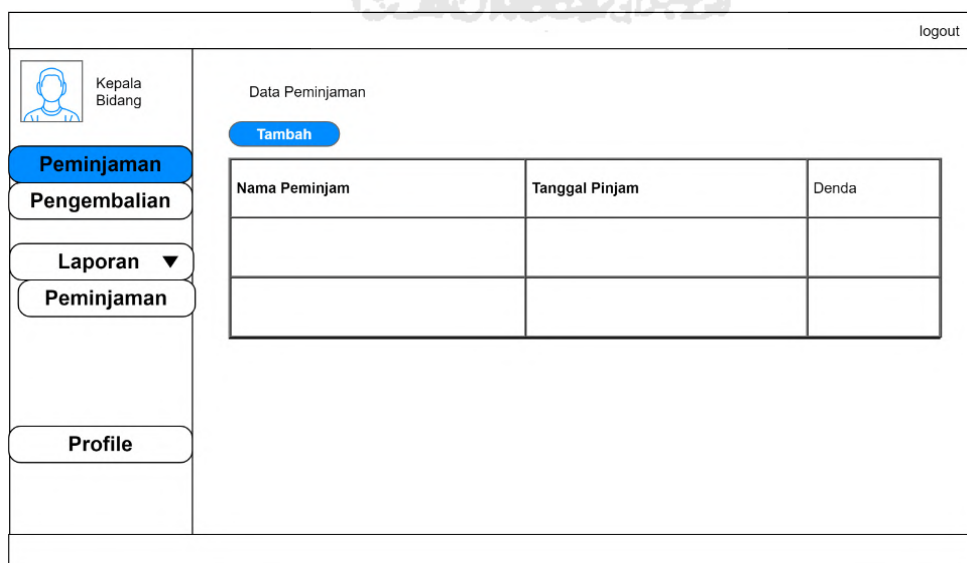 logout
Kepala
Bidang
Data Peminjaman
Tambah
Peminjaman
Pengembalian
Laporan
Peminjaman
Profile
Nama Peminjam Tanggal Pinjam Denda